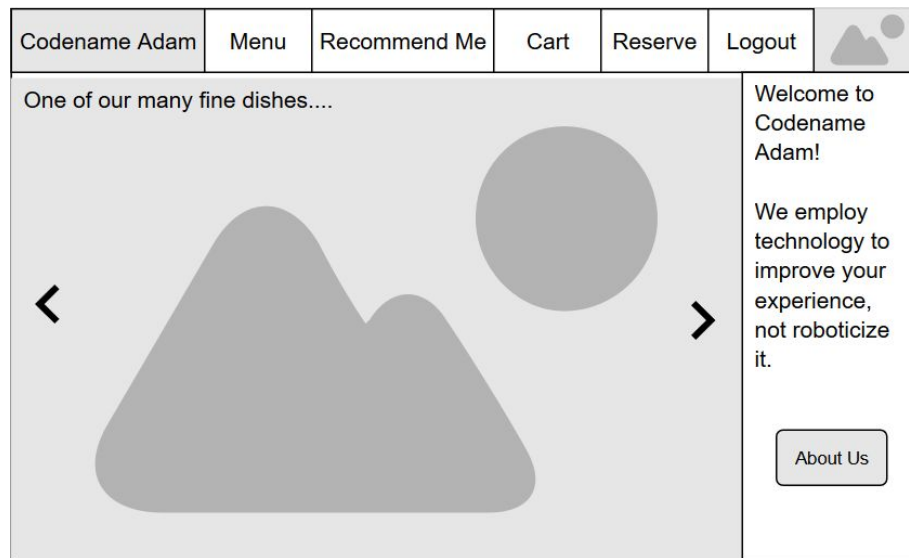 Codename Adam Menu Recommend Me Cart Reserve Logout
One of our many fine dishes....
Welcome to
Codename
Adam!
We employ
technology to
improve your
experience,
not roboticize
it.
About Us